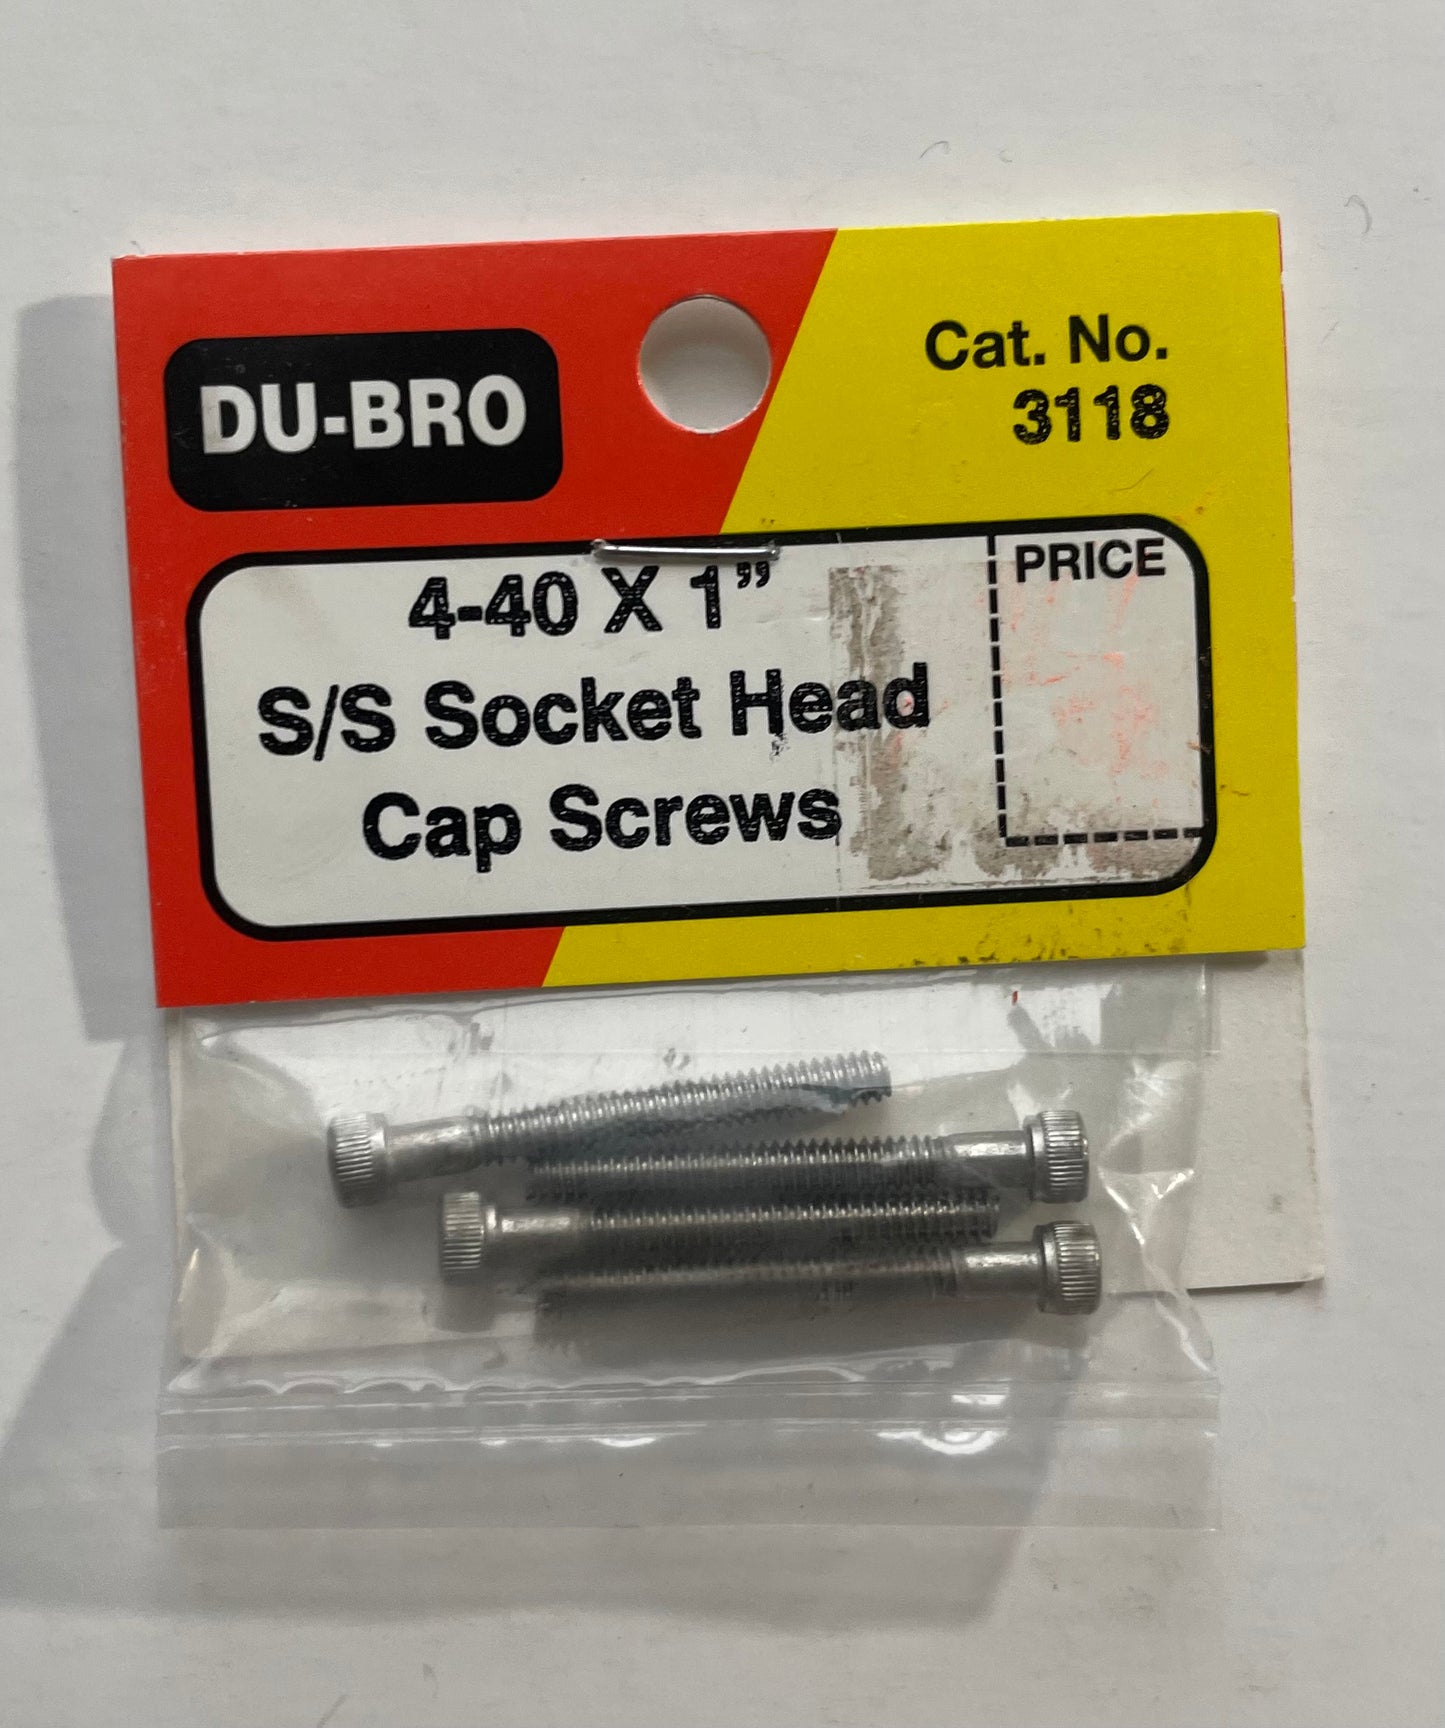 DU-BRO
Cat. No.
3118
4-40 X 1”
PRICE
S/S Socket Head
Cap Screws